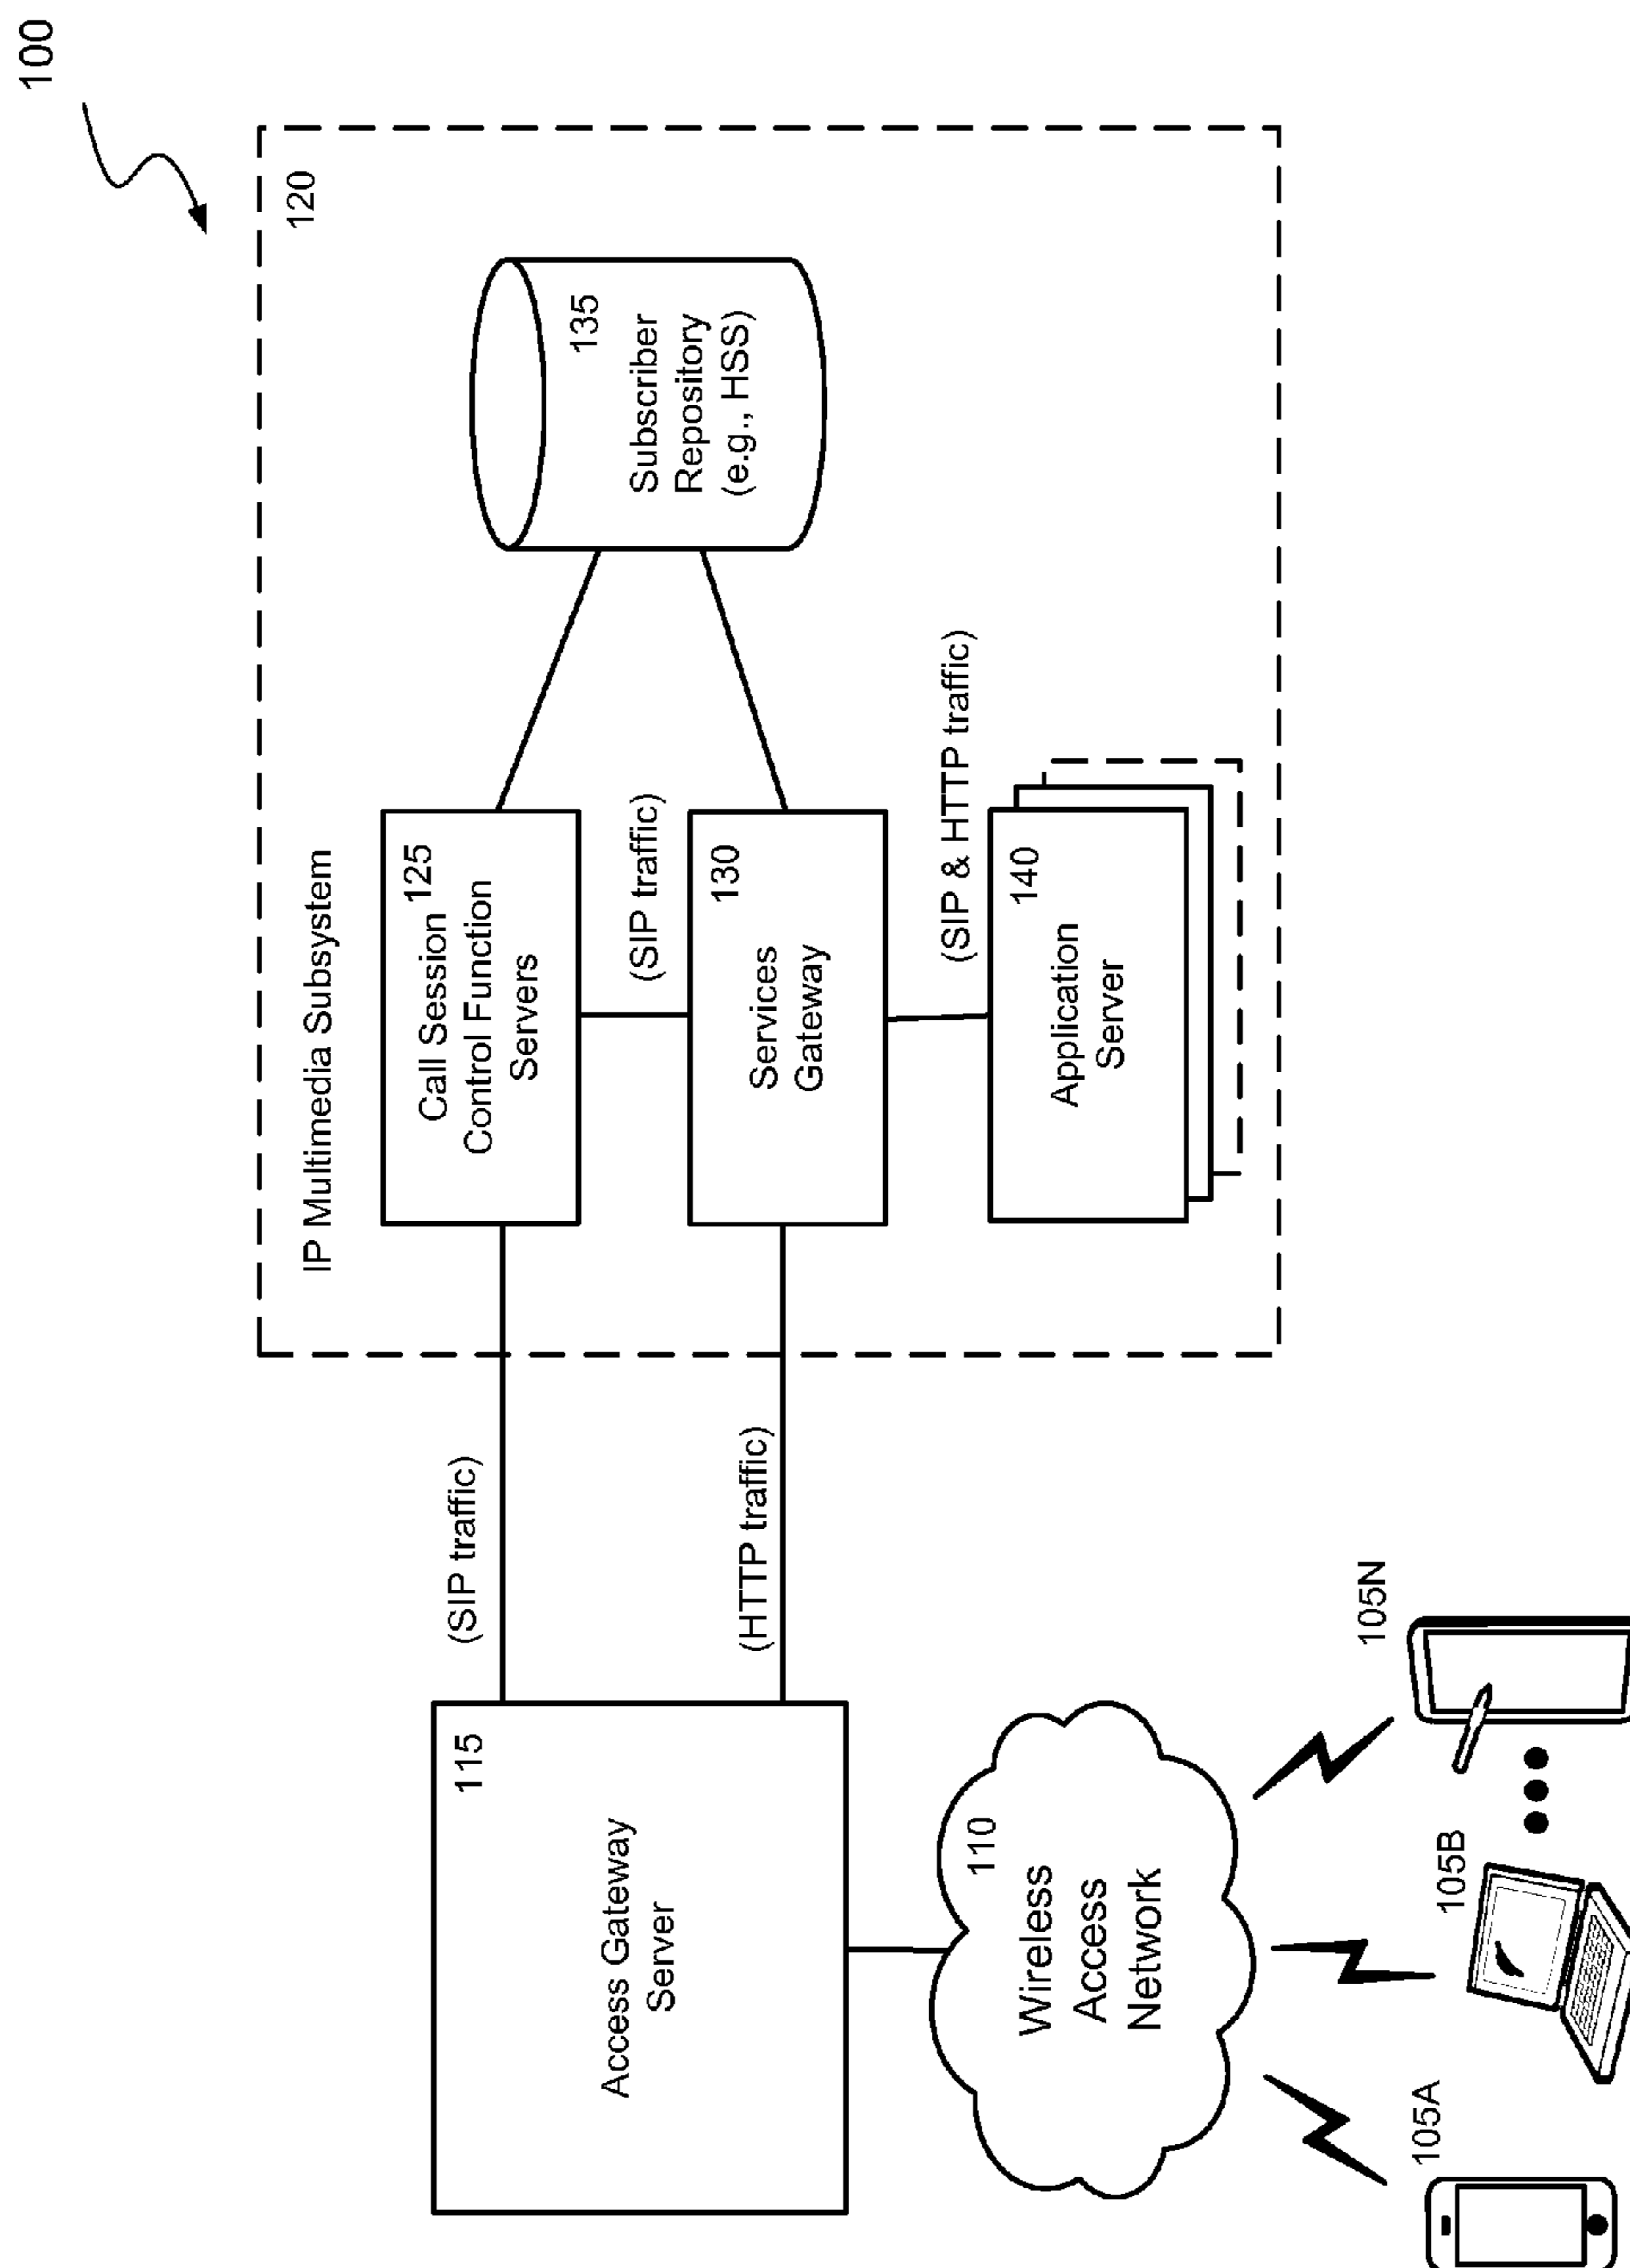 100
120
IP Multimedia Subsystem
125
Call Session
Control Function
Servers
135
Subscriber
Repository
(e.g., HSS)
(SIP traffic)
(SIP traffic)
130
Services
Gateway
(HTTP traffic)
(SIP & HTTP traffic)
140
Application
Server
115
Access Gateway
Server
110
Wireless
Access
Network
105A
105B
105N